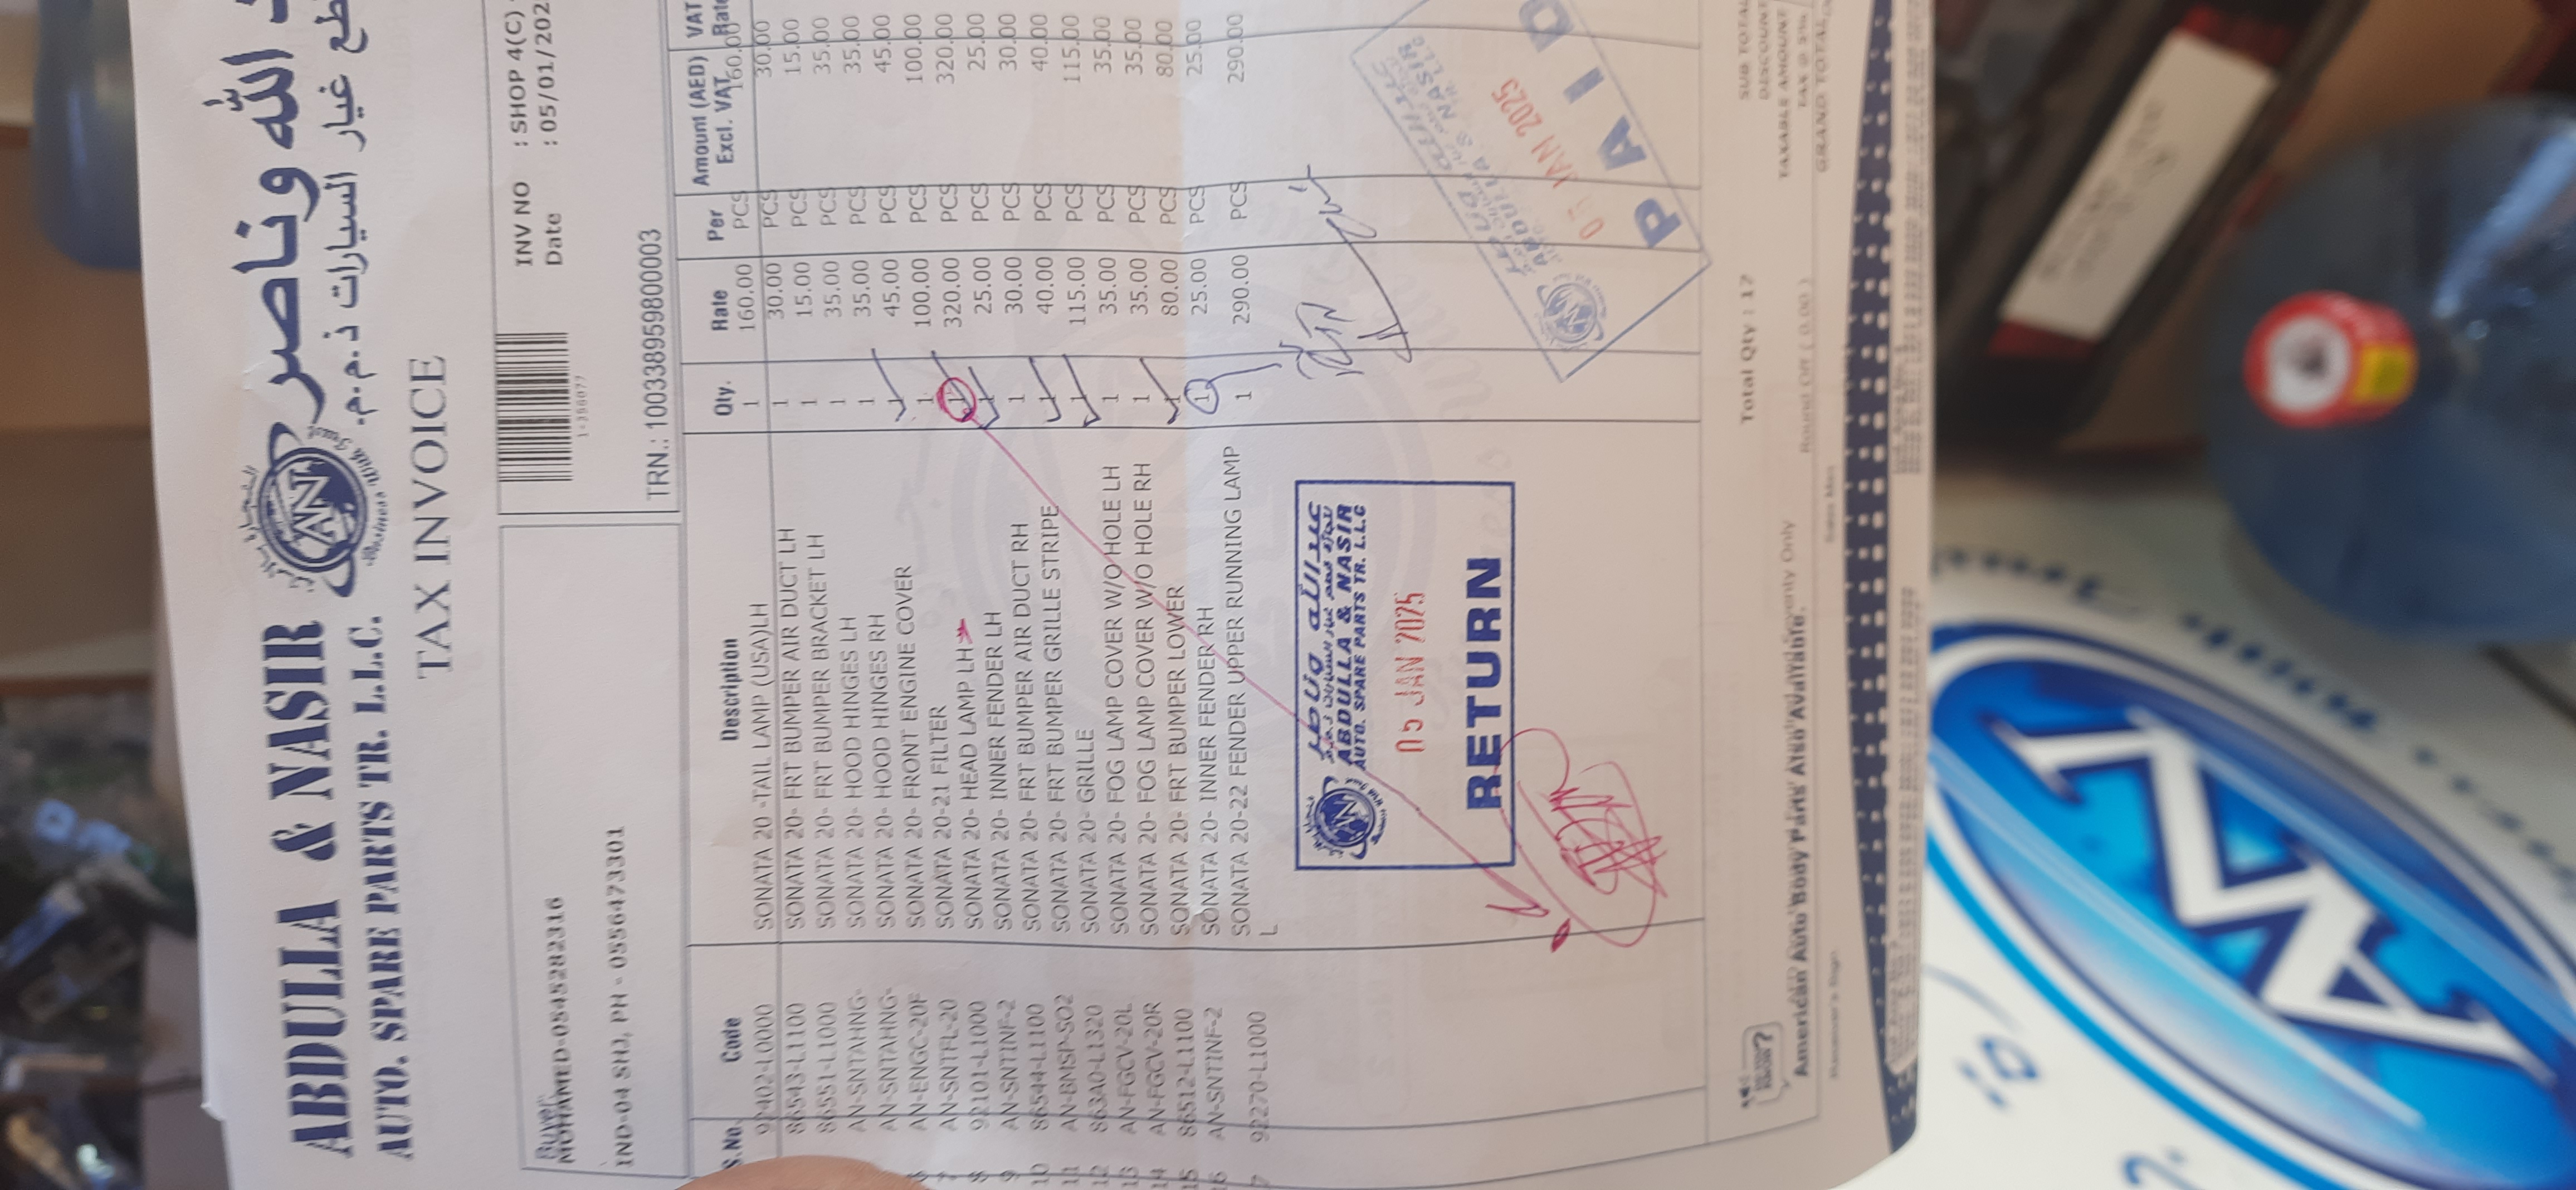 ABDULLA & NASIR
AUTO. SPARE PARTS TR. L.L.C.
الله وناصر
قطع غيار السيارات ذ.م.م.
AN
Business With
TAX INVOICE
Buyer
MOHAMED-0545282316
IND-04 SHJ, PH - 0556473301
INV NO : SHOP 4(C)
Date : 05/01/202
TRN.: 100338959800003
S.No. Code Description Qty. Rate Per Amount (AED) Excl. VAT VAT Rate
92402-L0000 SONATA 20 -TAIL LAMP (USA)LH 1 160.00 PCS 160.00
86543-L1100 SONATA 20- FRT BUMPER AIR DUCT LH 1 30.00 PCS 30.00
86551-L1000 SONATA 20- FRT BUMPER BRACKET LH 1 15.00 PCS 15.00
AN-SNTAHNG- SONATA 20- HOOD HINGES LH 1 35.00 PCS 35.00
AN-SNTAHNG- SONATA 20- HOOD HINGES RH 1 35.00 PCS 35.00
AN-ENGC-20F SONATA 20- FRONT ENGINE COVER 1 45.00 PCS 45.00
AN-SNTFL-20 SONATA 20-21 FILTER 1 100.00 PCS 100.00
8 92101-L1000 SONATA 20- HEAD LAMP LH 1 320.00 PCS 320.00
9 AN-SNTINF-2 SONATA 20- INNER FENDER LH 1 25.00 PCS 25.00
10 86544-L1100 SONATA 20- FRT BUMPER AIR DUCT RH 1 30.00 PCS 30.00
11 AN-BMSP-SO2 SONATA 20- FRT BUMPER GRILLE STRIPE 1 40.00 PCS 40.00
12 863A0-L1320 SONATA 20- GRILLE 1 115.00 PCS 115.00
13 AN-FGCV-20L SONATA 20- FOG LAMP COVER W/O HOLE LH 1 35.00 PCS 35.00
14 AN-FGCV-20R SONATA 20- FOG LAMP COVER W/O HOLE RH 1 35.00 PCS 35.00
15 86512-L1100 SONATA 20- FRT BUMPER LOWER 1 80.00 PCS 80.00
16 AN-SNTINF-2 SONATA 20- INNER FENDER RH 1 25.00 PCS 25.00
17 92270-L1000 SONATA 20-22 FENDER UPPER RUNNING LAMP L 1 290.00 PCS 290.00
عبدالله وناصر
ABDULLA & NASIR
AUTO. SPARE PARTS TR. L.L.C
05 JAN 2025
RETURN
ABDULLA & NASIR
JAN 2025
PAID
Total Qty : 17
Round Off ( 0.00 )
SUB TOTAL
DISCOUNT
TAXABLE AMOUNT
TAX @ 5%
GRAND TOTAL
American Auto Body Parts Also Available.